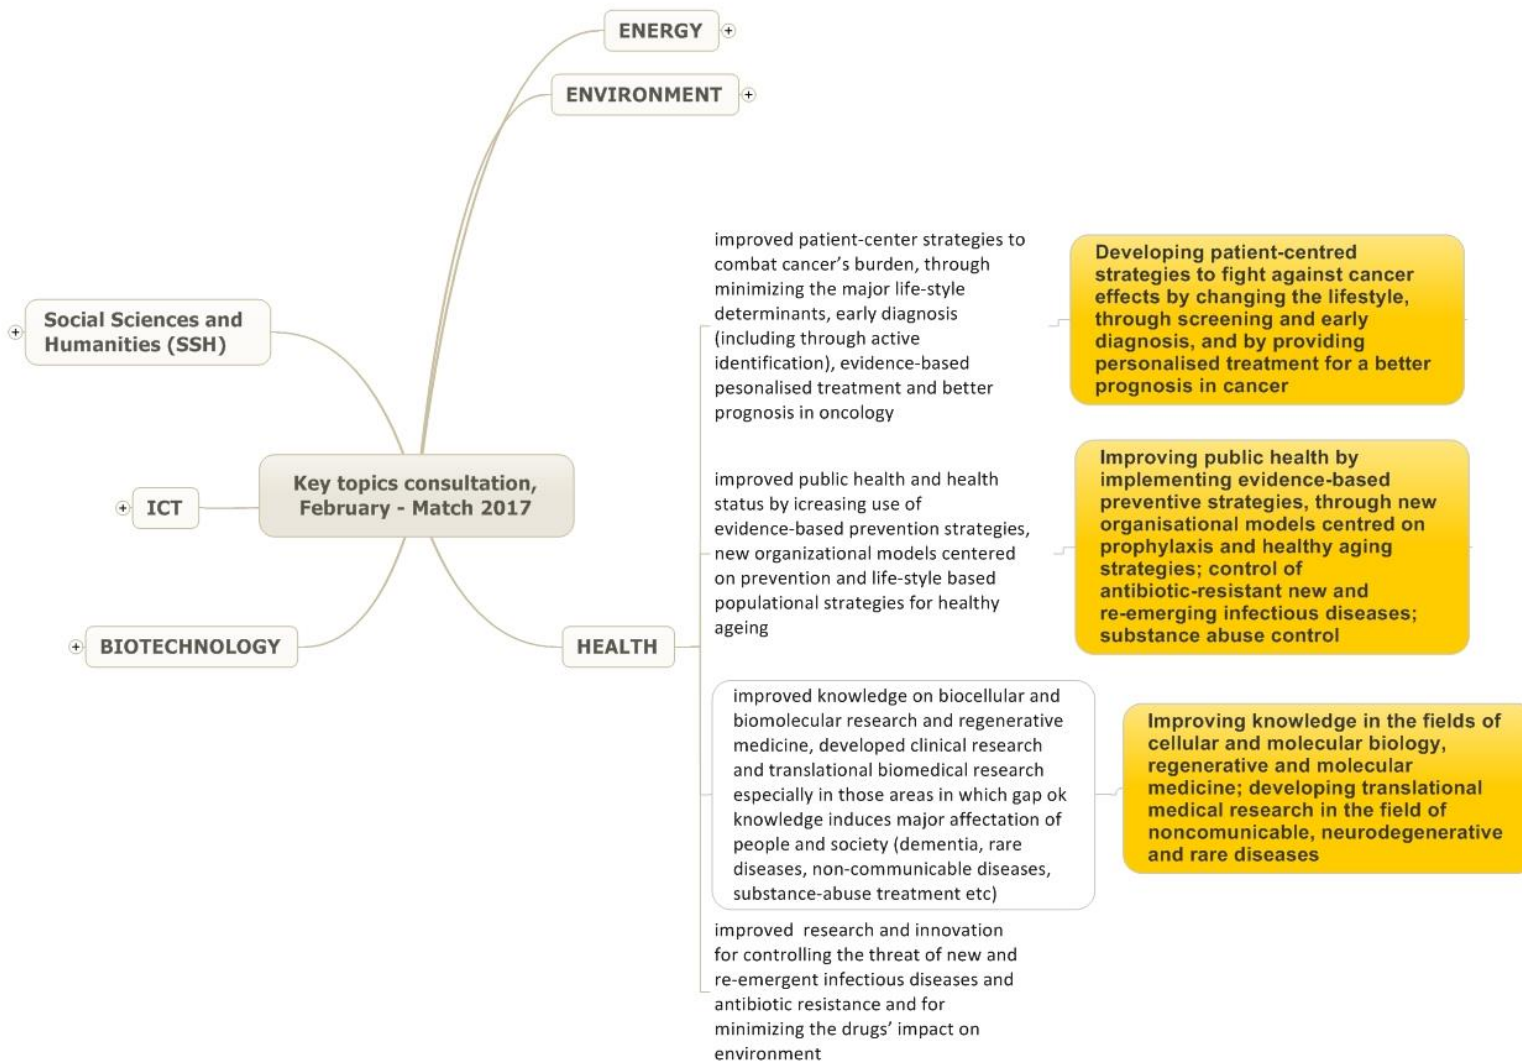 ENERGY
ENVIRONMENT
Social Sciences and
Humanities (SSH)
Key topics consultation,
February - Match 2017
ICT
BIOTECHNOLOGY
HEALTH
improved patient-center strategies to
combat cancer’s burden, through
minimizing the major life-style
determinants, early diagnosis
(including through active
identification), evidence-based
pesonalised treatment and better
prognosis in oncology
Developing patient-centred
strategies to fight against cancer
effects by changing the lifestyle,
through screening and early
diagnosis, and by providing
personalised treatment for a better
prognosis in cancer
improved public health and health
status by icreasing use of
evidence-based prevention strategies,
new organizational models centered
on prevention and life-style based
populational strategies for healthy
ageing
Improving public health by
implementing evidence-based
preventive strategies, through new
organisational models centred on
prophylaxis and healthy aging
strategies; control of
antibiotic-resistant new and
re-emerging infectious diseases;
substance abuse control
improved knowledge on biocellular and
biomolecular research and regenerative
medicine, developed clinical research
and translational biomedical research
especially in those areas in which gap ok
knowledge induces major affectation of
people and society (dementia, rare
diseases, non-communicable diseases,
substance-abuse treatment etc)
Improving knowledge in the fields of
cellular and molecular biology,
regenerative and molecular
medicine; developing translational
medical research in the field of
noncomunicable, neurodegenerative
and rare diseases
improved  research and innovation
for controlling the threat of new and
re-emergent infectious diseases and
antibiotic resistance and for
minimizing the drugs’ impact on
environment